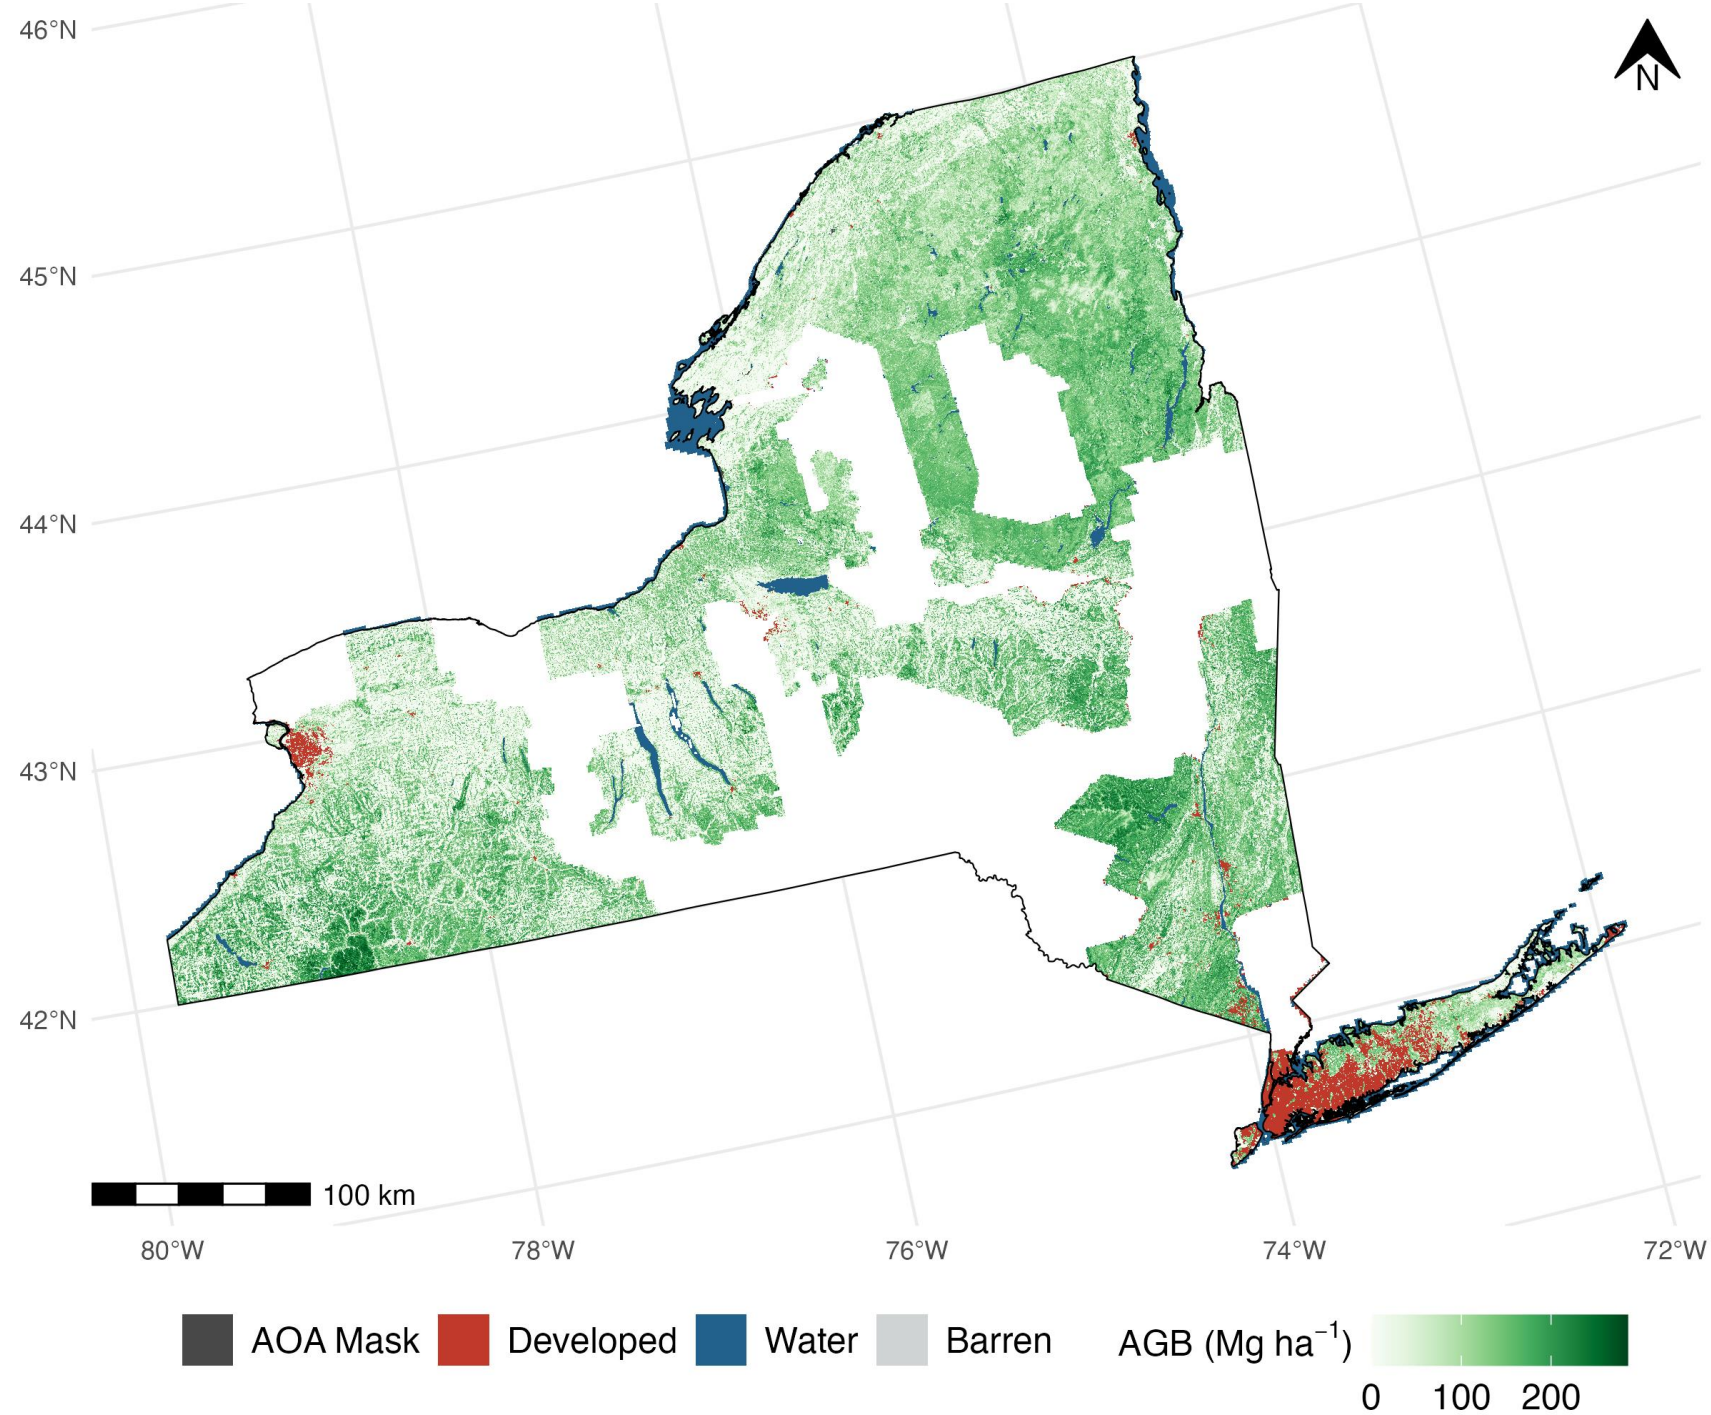 46°N
N
45°N
44°N
43°N
42°N
100 km
80°W 78°W 76°W 74°W 72°W
AOA Mask Developed Water Barren AGB (Mg ha⁻¹)
0 100 200